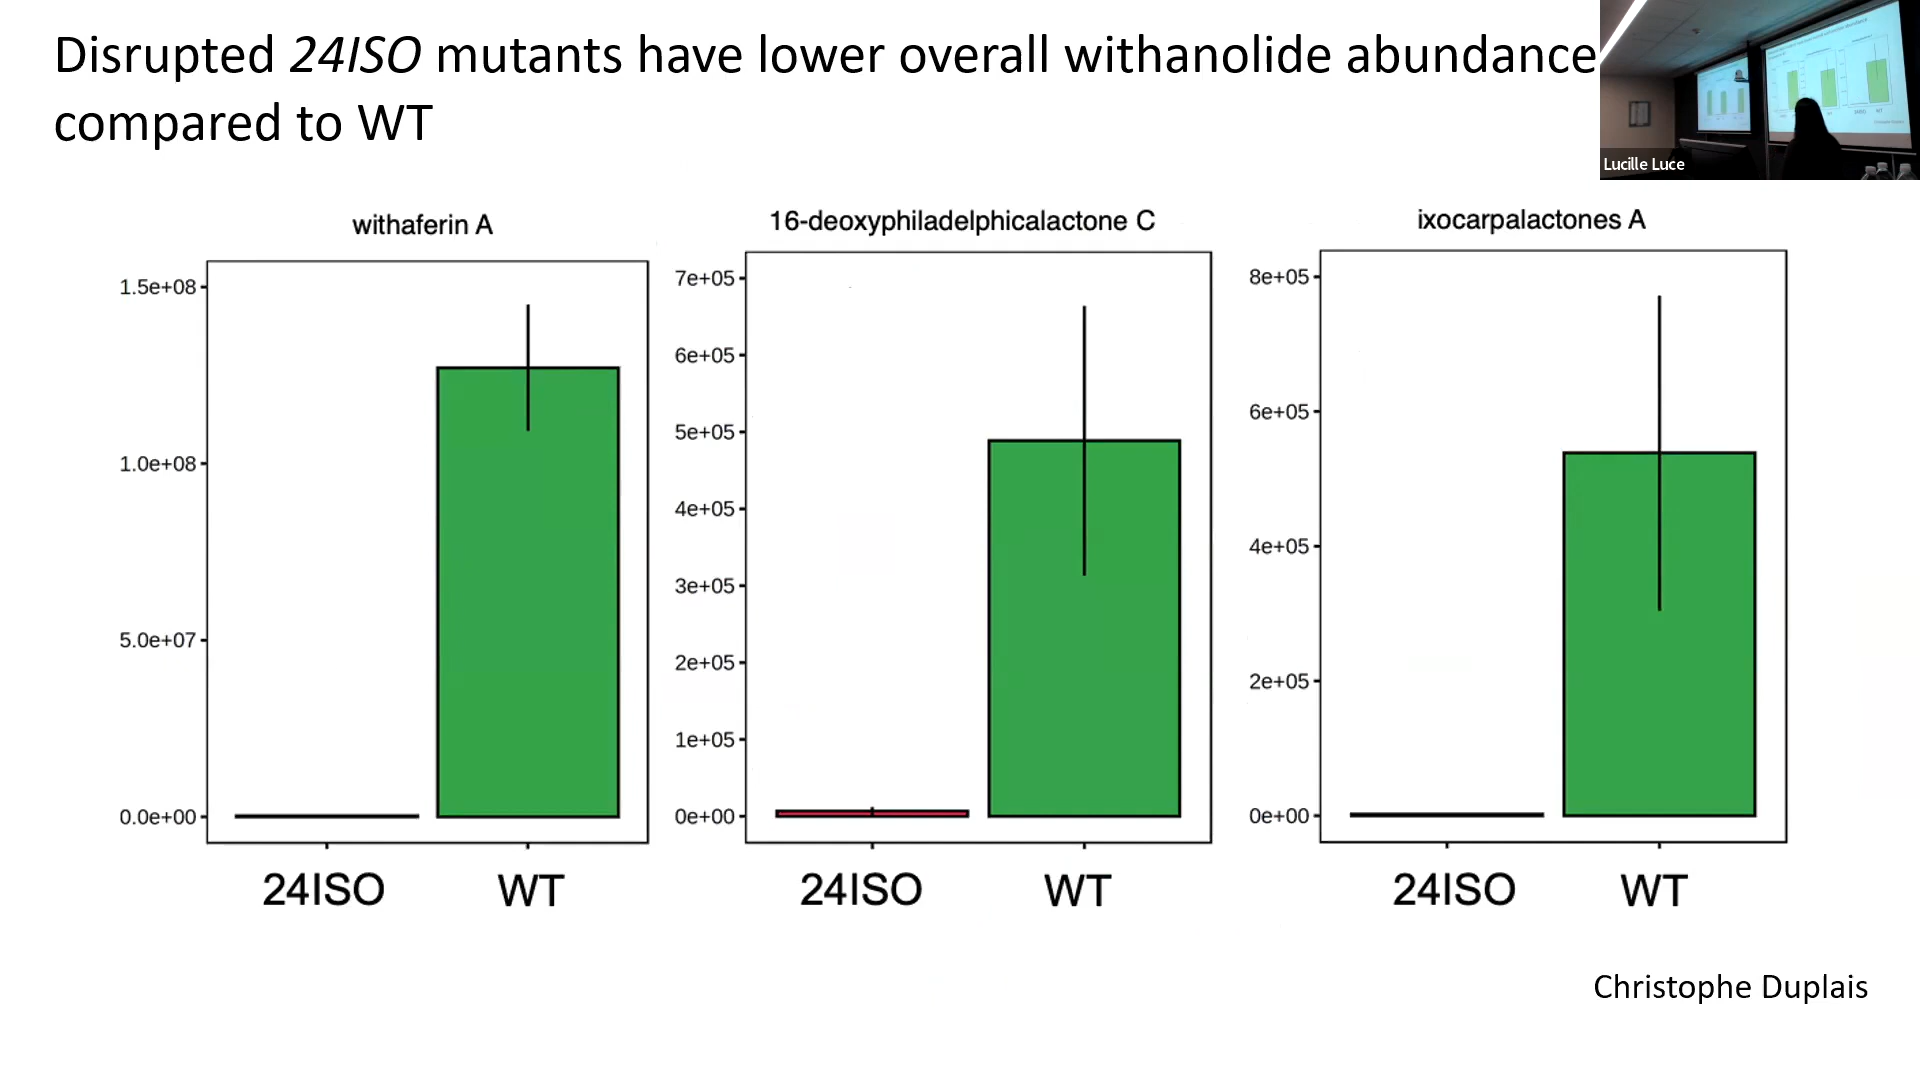 Disrupted 24ISO mutants have lower overall withanolide abundance
compared to WT
Lucille Luce
withaferin A
1.5e+08
1.0e+08
5.0e+07
0.0e+00
24ISO WT
16-deoxyphiladelphicalactone C
7e+05
6e+05
5e+05
4e+05
3e+05
2e+05
1e+05
0e+00
24ISO WT
ixocarpalactones A
8e+05
6e+05
4e+05
2e+05
0e+00
24ISO WT
Christophe Duplais